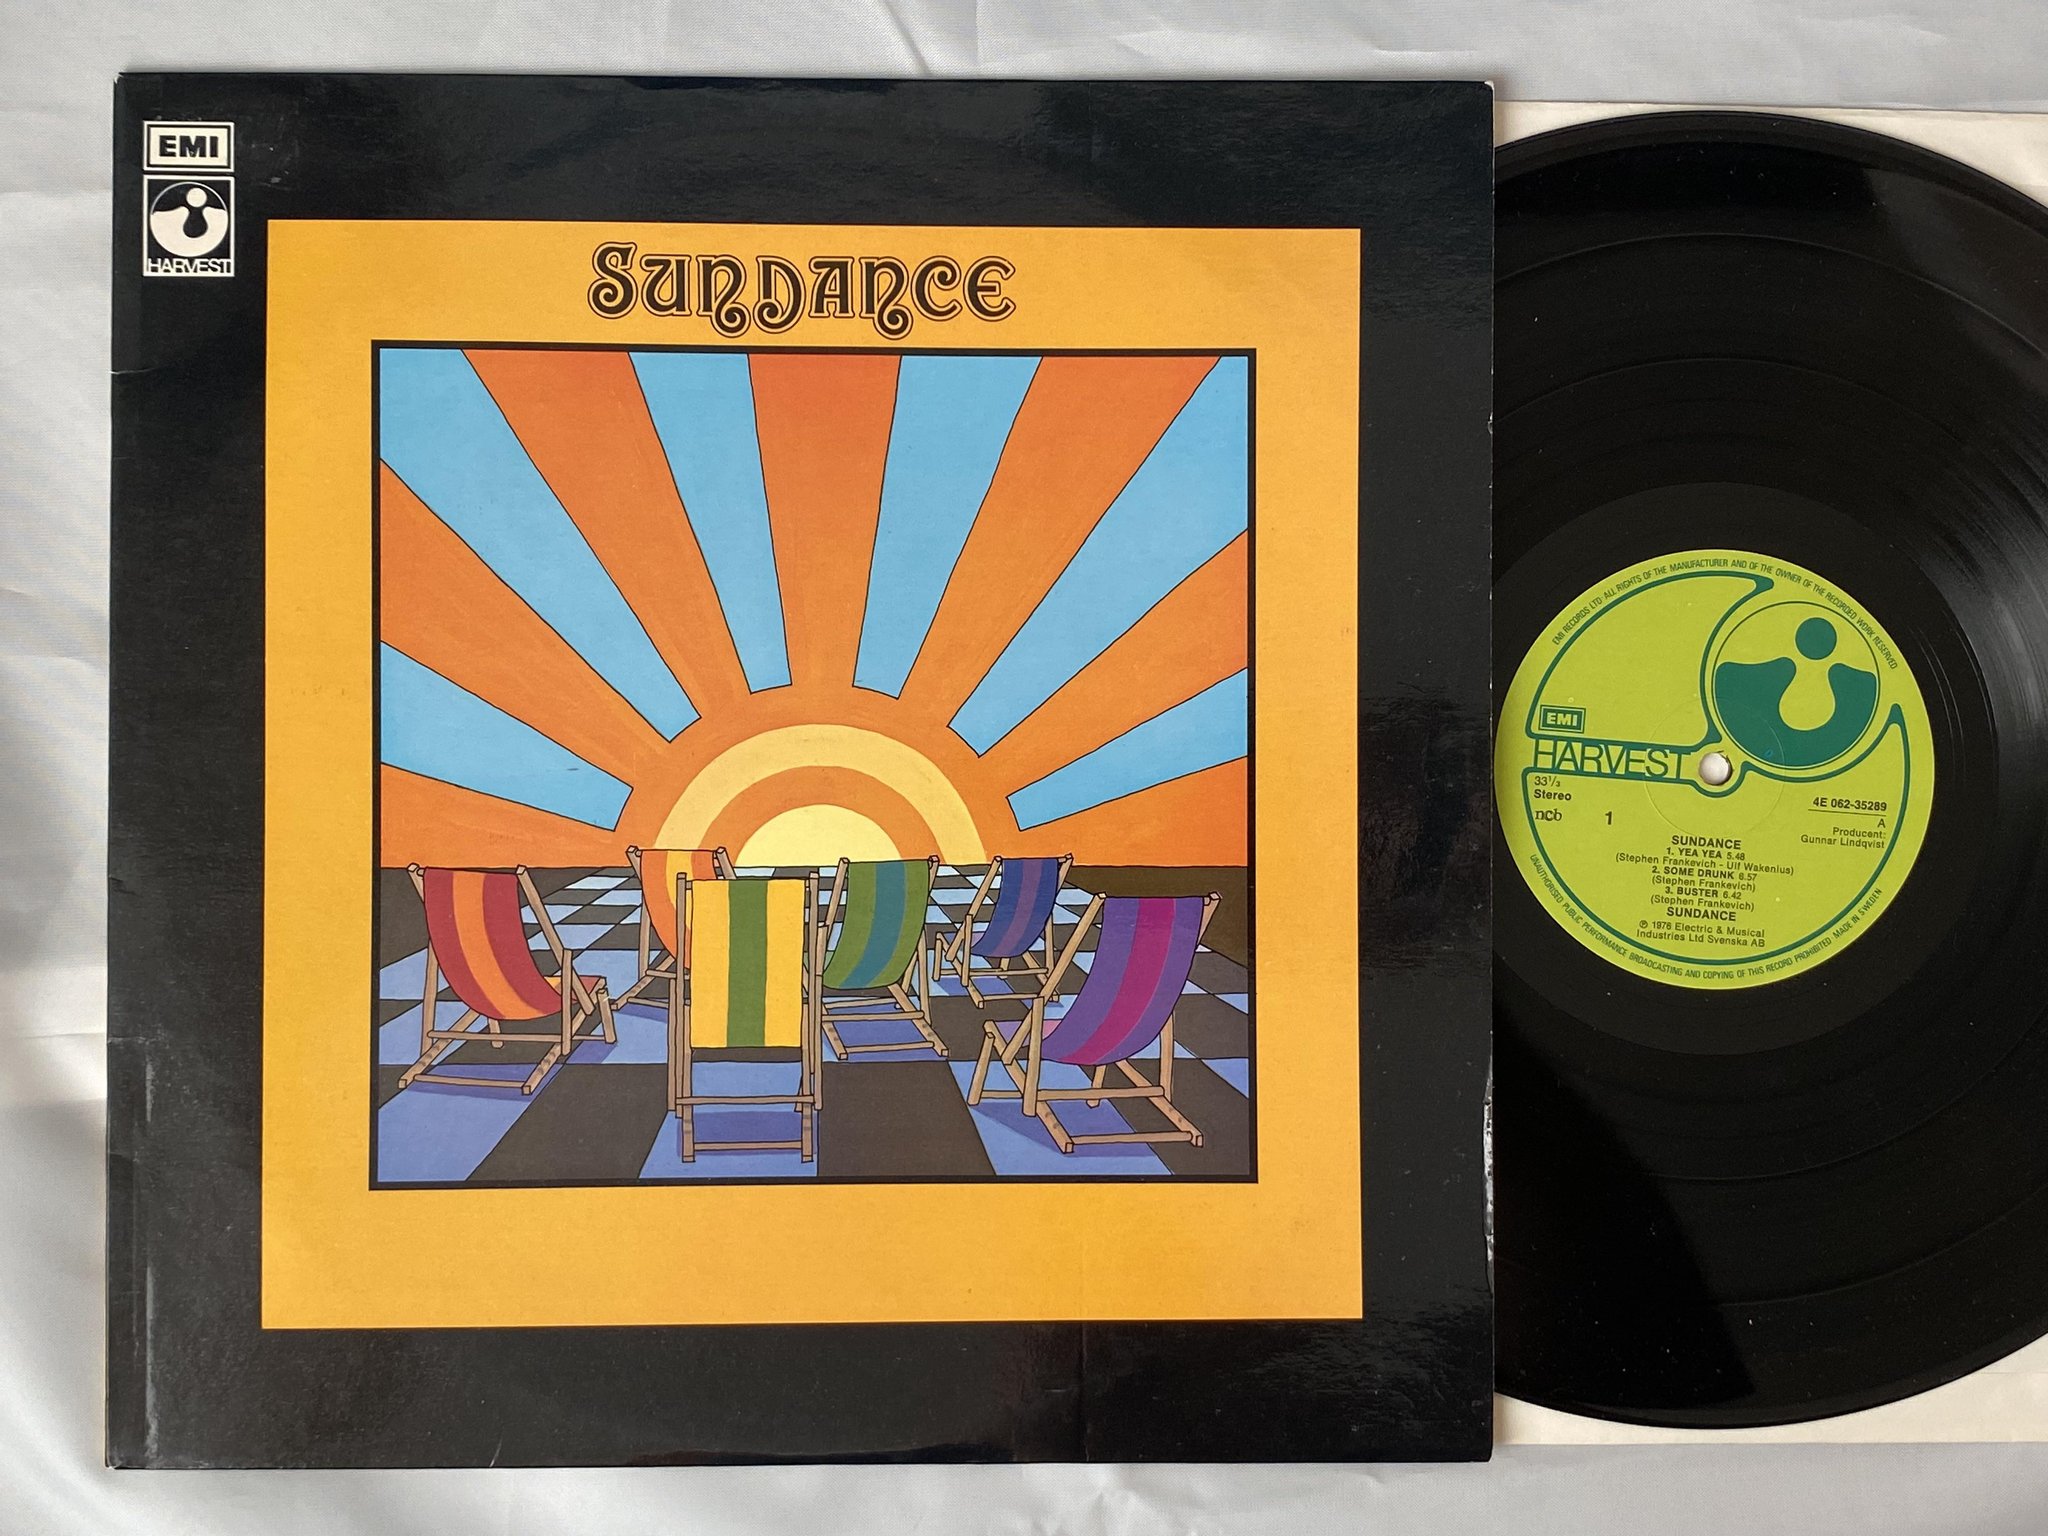 EMI
HARVEST
SUNDANCE
EMI RECORDS LTD· ALL RIGHTS OF THE MANUFACTURER AND OF THE OWNER OF THE RECORDED WORK RESERVED
EMI
HARVEST
33 1/3
Stereo
ncb
1
4E 062-35289
A
Producent:
Gunnar Lindqvist
SUNDANCE
1. YEA YEA 5.48
(Stephen Frankevich - Ulf Wakenius)
2. SOME DRUNK 6.57
(Stephen Frankevich)
3. BUSTER 6.42
(Stephen Frankevich)
SUNDANCE
℗ 1976 Electric & Musical
Industries Ltd Svenska AB
UNAUTHORISED PUBLIC PERFORMANCE BROADCASTING AND COPYING OF THIS RECORD PROHIBITED· MADE IN SWEDEN